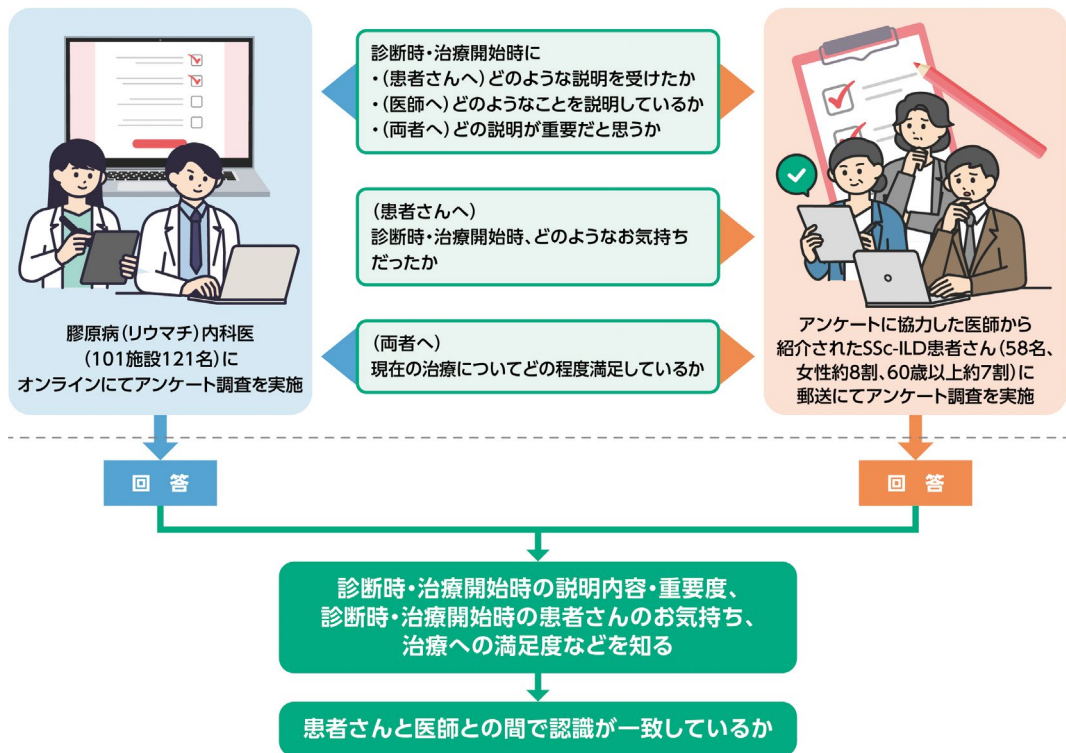 診断時・治療開始時に
・(患者さんへ)どのような説明を受けたか
・(医師へ)どのようなことを説明しているか
・(両者へ)どの説明が重要だと思うか
(患者さんへ)
診断時・治療開始時、どのようなお気持ち
だったか
(両者へ)
現在の治療についてどの程度満足しているか
膠原病(リウマチ)内科医
(101施設121名)に
オンラインにてアンケート調査を実施
アンケートに協力した医師から
紹介されたSSc-ILD患者さん(58名、
女性約8割、60歳以上約7割)に
郵送にてアンケート調査を実施
回 答
回 答
診断時・治療開始時の説明内容・重要度、
診断時・治療開始時の患者さんのお気持ち、
治療への満足度などを知る
患者さんと医師との間で認識が一致しているか